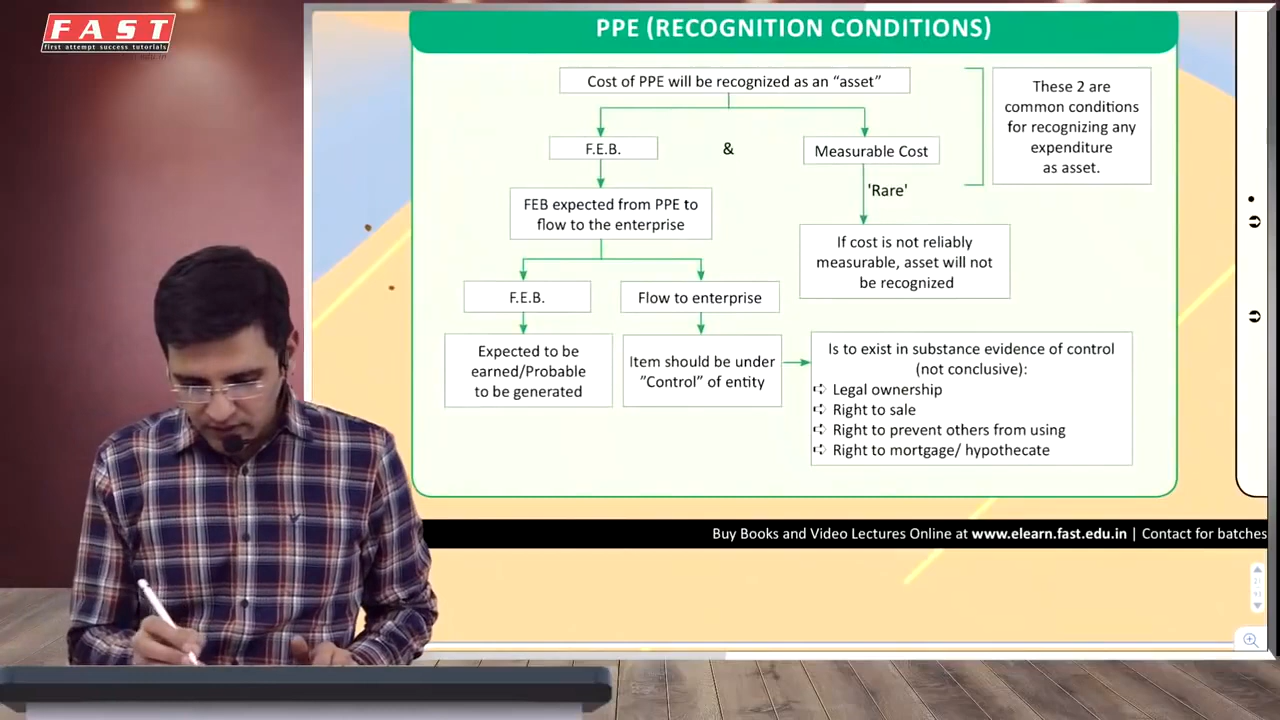 FAST
first attempt success tutorials
PPE (RECOGNITION CONDITIONS)
Cost of PPE will be recognized as an “asset”
These 2 are
common conditions
for recognizing any
expenditure
as asset.
F.E.B.
&
Measurable Cost
'Rare'
FEB expected from PPE to
flow to the enterprise
If cost is not reliably
measurable, asset will not
be recognized
F.E.B.
Flow to enterprise
Expected to be
earned/Probable
to be generated
Item should be under
“Control” of entity
Is to exist in substance evidence of control
(not conclusive):
➪ Legal ownership
➪ Right to sale
➪ Right to prevent others from using
➪ Right to mortgage/ hypothecate
Buy Books and Video Lectures Online at www.elearn.fast.edu.in | Contact for batches